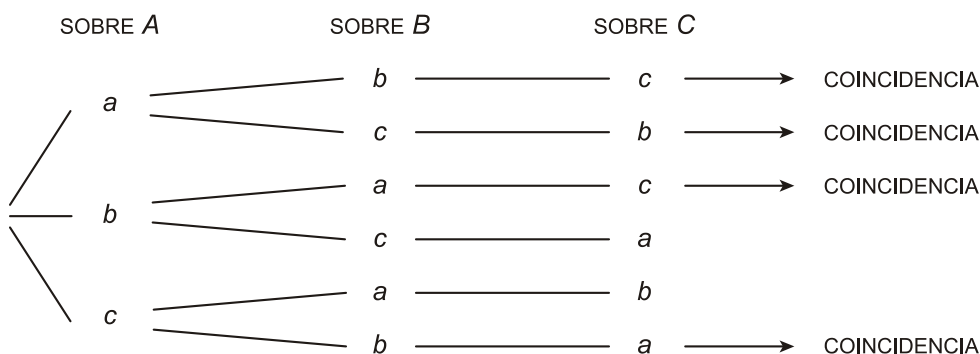 SOBRE A SOBRE B SOBRE C
b c COINCIDENCIA
a
c b COINCIDENCIA
a c COINCIDENCIA
b
c a
a b
c
b a COINCIDENCIA